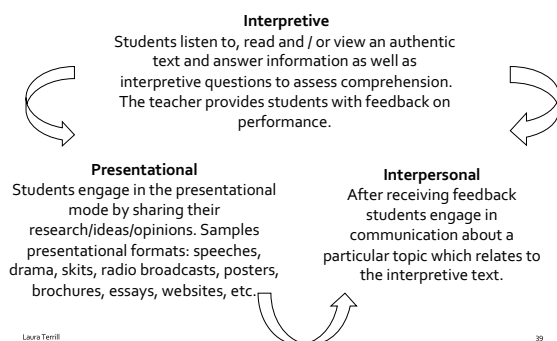 Interpretive
Students listen to, read and / or view an authentic
text and answer information as well as
interpretive questions to assess comprehension.
The teacher provides students with feedback on
performance.
Presentational
Students engage in the presentational
mode by sharing their
research/ideas/opinions. Samples
presentational formats: speeches,
drama, skits, radio broadcasts, posters,
brochures, essays, websites, etc.
Interpersonal
After receiving feedback
students engage in
communication about a
particular topic which relates to
the interpretive text.
Laura Terrill
39